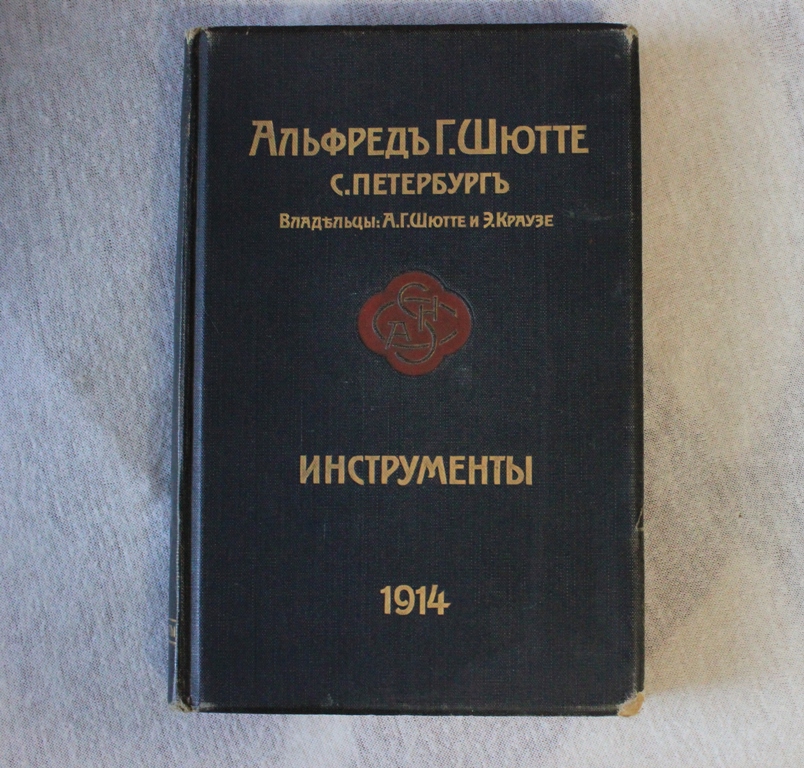 Альфредъ Г. Шютте
С. Петербургъ
Владѣльцы: А. Г. Шютте и Э. Краузе
Инструменты
1914